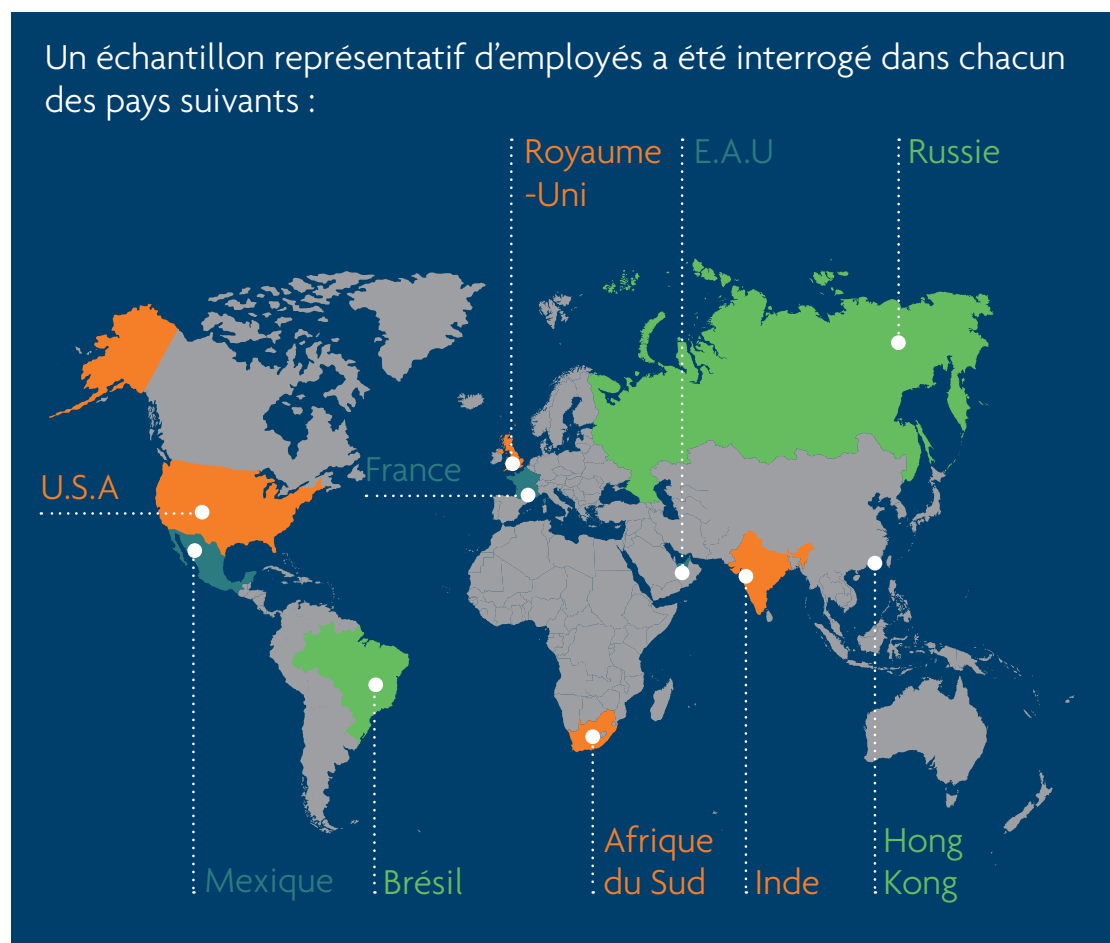 Un échantillon représentatif d’employés a été interrogé dans chacun
des pays suivants :
Royaume
-Uni
E.A.U
Russie
France
U.S.A
Mexique
Brésil
Afrique
du Sud
Inde
Hong
Kong